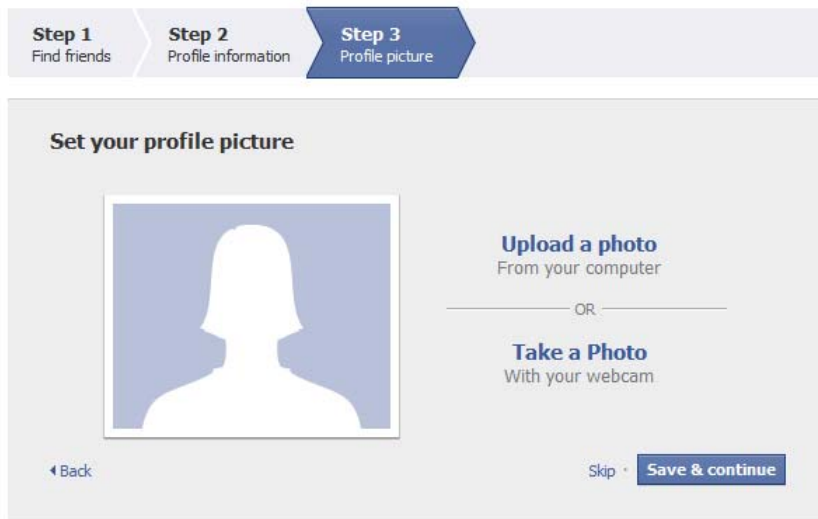 Step 1
Find friends
Step 2
Profile information
Step 3
Profile picture
Set your profile picture
Upload a photo
From your computer
OR
Take a Photo
With your webcam
Back
Skip · Save & continue